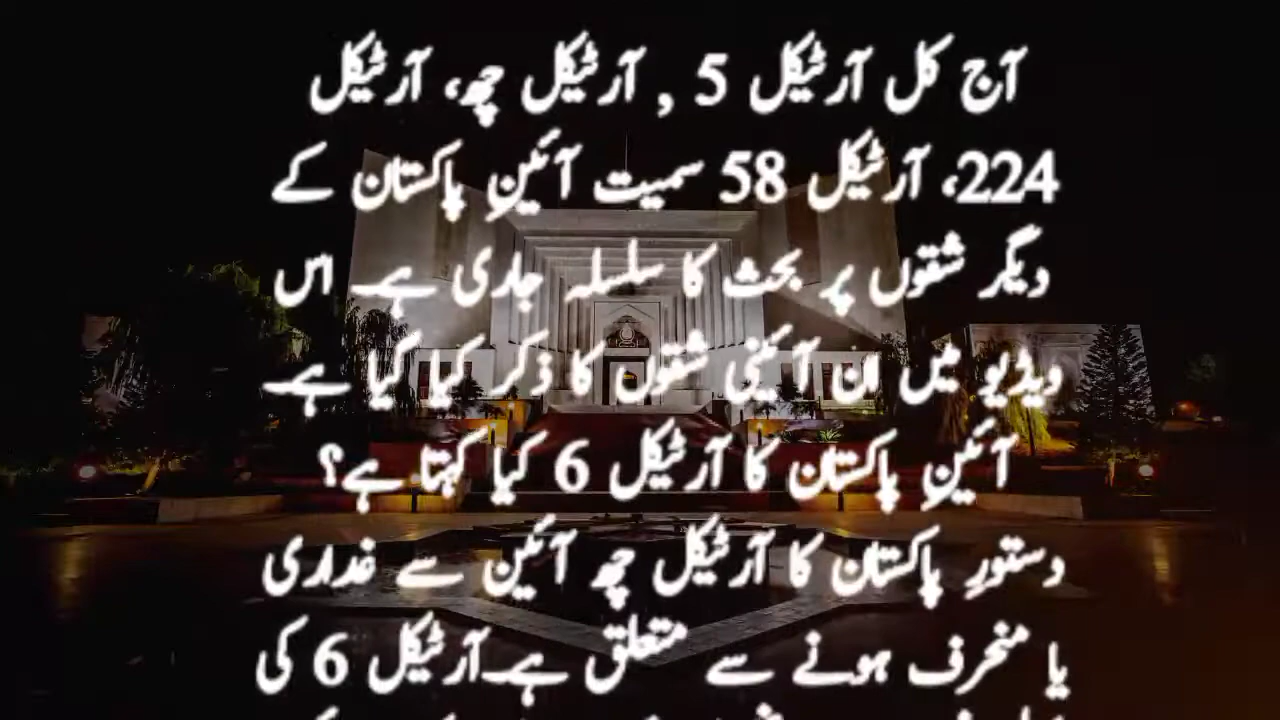 آج کل آرٹیکل 5 , آرٹیکل چھ، آرٹیکل
224، آرٹیکل 58 سمیت آئینِ پاکستان کے
دیگر شقوں پر بحث کا سلسلہ جاری ہے۔ اس
ویڈیو میں ان آئینی شقوں کا ذکر کیا گیا ہے۔
آئینِ پاکستان کا آرٹیکل 6 کیا کہتا ہے؟
دستورِ پاکستان کا آرٹیکل چھ آئین سے غداری
یا منحرف ہونے سے متعلق ہے۔آرٹیکل 6 کی